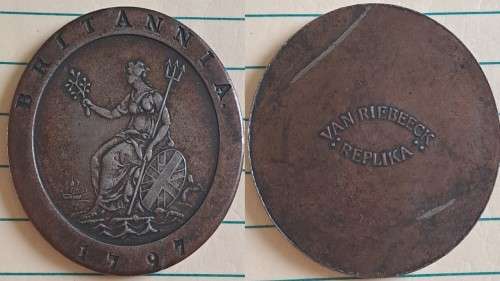 BRITANNIA.
1797
VAN RIEBEECK
REPLIKA